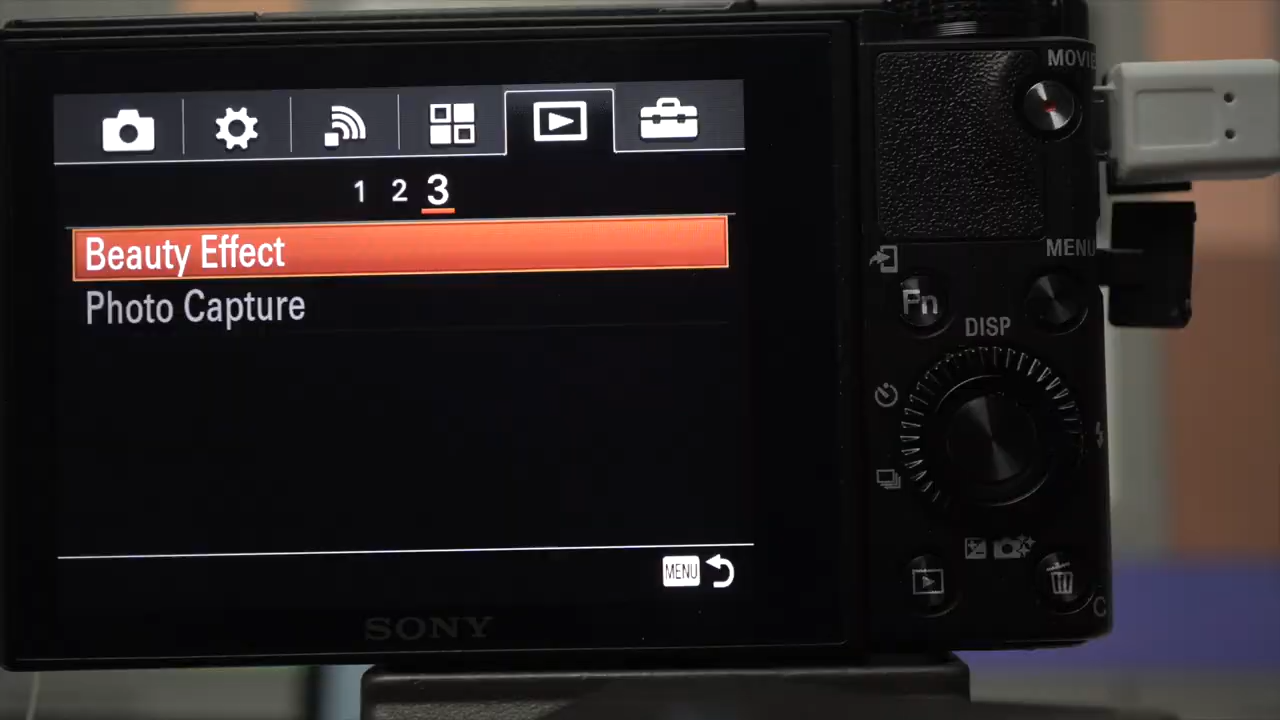 MOVIE
1 2 3
Beauty Effect
MENU
Photo Capture
Fn
DISP
MENU
SONY
C